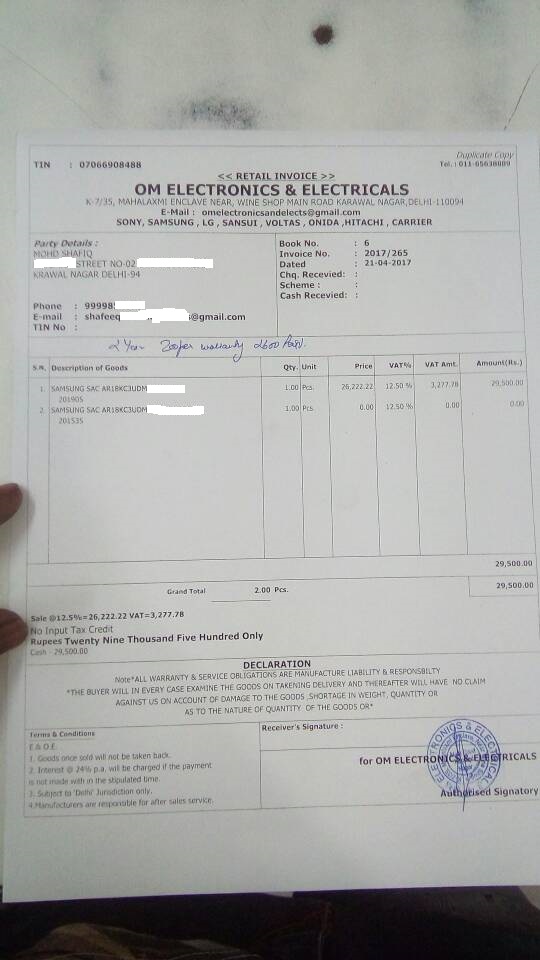 Duplicate Copy
TIN : 07066908488
Tel. : 011-65638089
<< RETAIL INVOICE >>
OM ELECTRONICS & ELECTRICALS
K-7/35, MAHALAXMI ENCLAVE NEAR, WINE SHOP MAIN ROAD KARAWAL NAGAR,DELHI-110094
E-Mail : omelectronicsandelects@gmail.com
SONY, SAMSUNG , LG , SANSUI , VOLTAS , ONIDA ,HITACHI , CARRIER
Party Details :
MOHD SHAFIQ
STREET NO-02
KRAWAL NAGAR DELHI-94
Phone : 99998
E-mail : shafeeq s@gmail.com
TIN No :
Book No. : 6
Invoice No. : 2017/265
Dated : 21-04-2017
Chq. Recevied: :
Scheme : :
Cash Recevied: :
2 Year warranty 2600
S.N. Description of Goods Qty. Unit Price VAT% VAT Amt. Amount(Rs.)
1. SAMSUNG SAC AR18KC3UDM 1.00 Pcs. 26,222.22 12.50 % 3,277.78 29,500.00
201905
2. SAMSUNG SAC AR18KC3UDM 1.00 Pcs. 0.00 12.50 % 0.00 0.00
201535
29,500.00
Grand Total 2.00 Pcs. 29,500.00
Sale @12.5%=26,222.22 VAT=3,277.78
No Input Tax Credit
Rupees Twenty Nine Thousand Five Hundred Only
Cash - 29,500.00
DECLARATION
Note*ALL WARRANTY & SERVICE OBLIGATIONS ARE MANUFACTURE LIABILITY & RESPONSBILTY
*THE BUYER WILL IN EVERY CASE EXAMINE THE GOODS ON TAKENING DELIVERY AND THEREAFTER WILL HAVE NO CLAIM
AGAINST US ON ACCOUNT OF DAMAGE TO THE GOODS ,SHORTAGE IN WEIGHT, QUANTITY OR
AS TO THE NATURE OF QUANTITY OF THE GOODS OR*
Terms & Conditions
E & O.E.
1. Goods once sold will not be taken back.
2. Interest @ 24% p.a. will be charged if the payment
is not made with in the stipulated time.
3. Subject to 'Delhi' Jurisdiction only.
4.Manufacturers are responsible for after sales service.
Receiver's Signature :
for OM ELECTRONICS & ELECTRICALS
Authorised Signatory